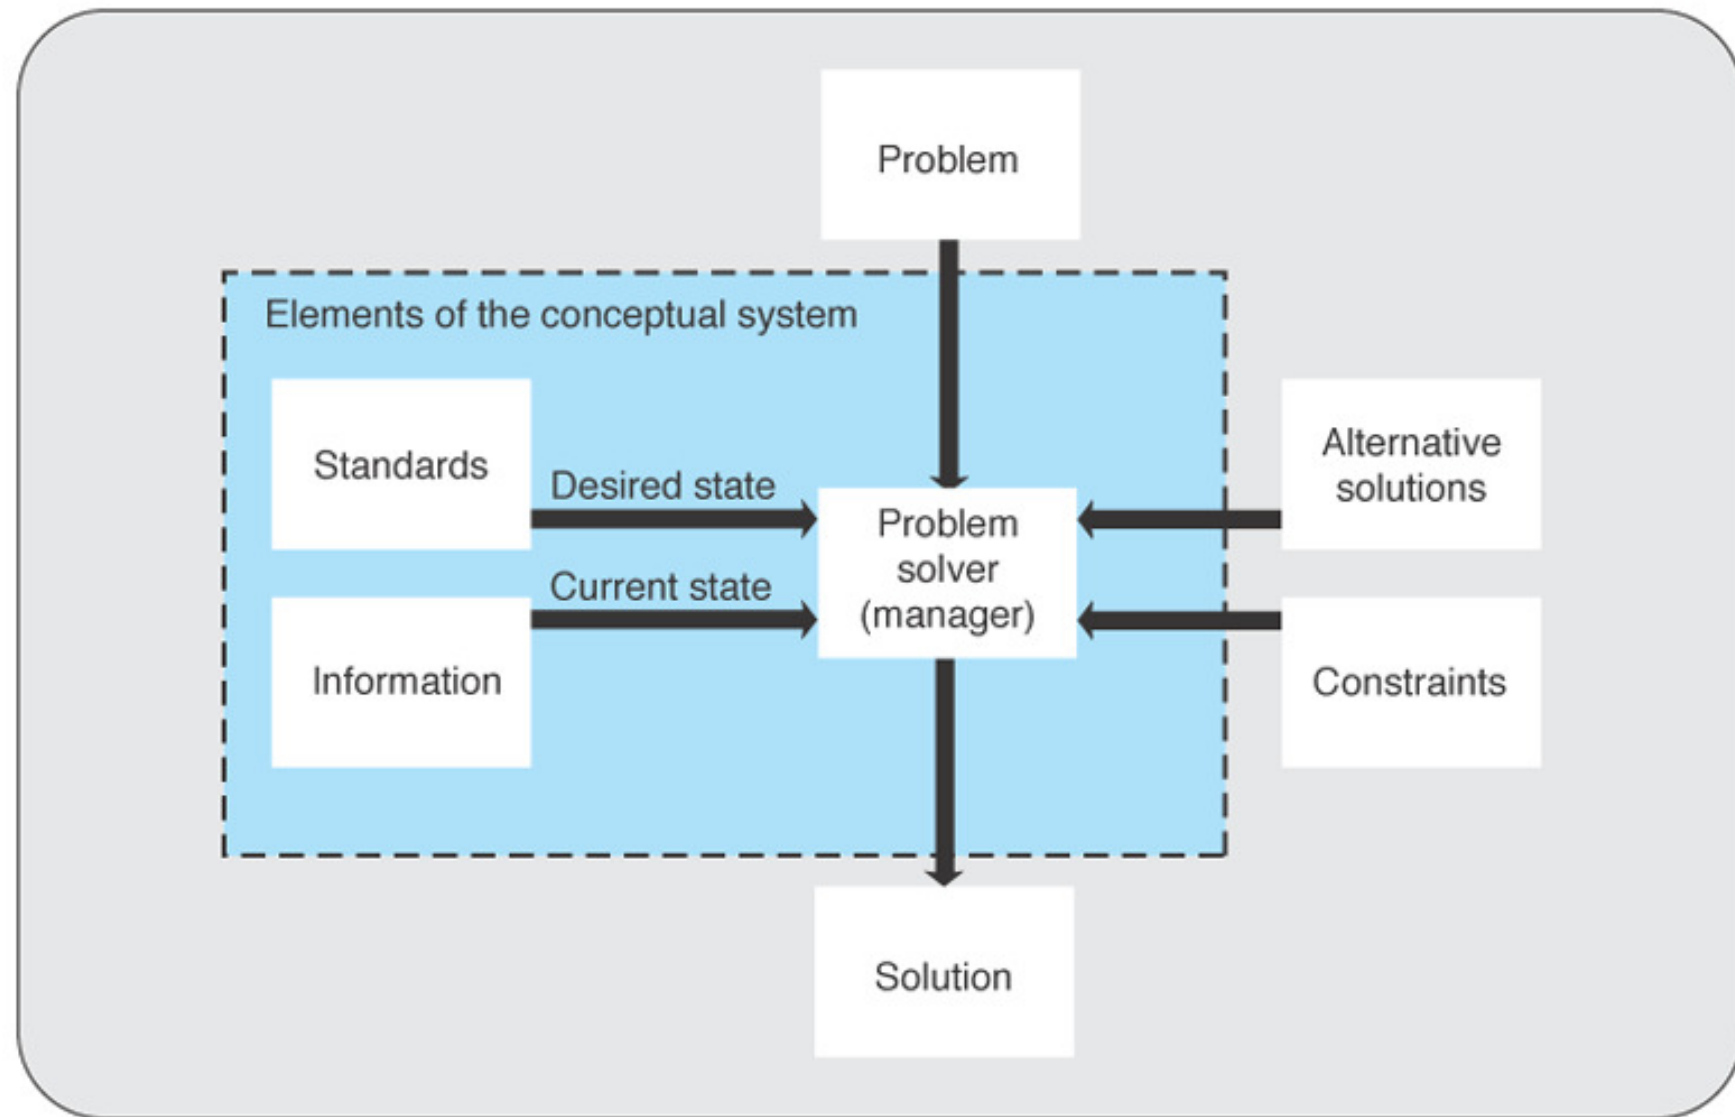 Problem
Elements of the conceptual system
Standards
Desired state
Problem
solver
(manager)
Alternative
solutions
Current state
Information
Constraints
Solution